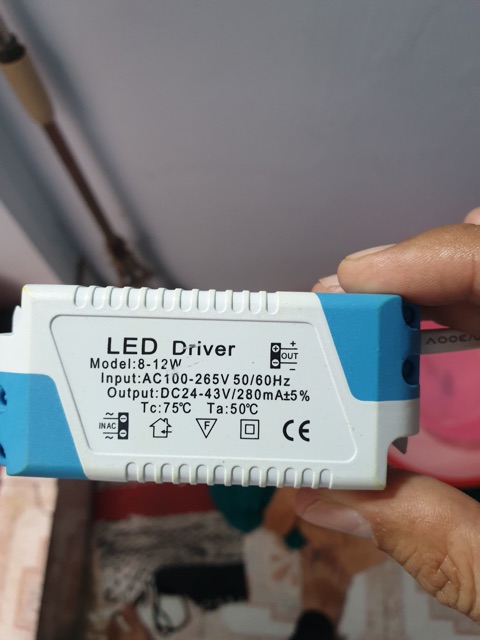 LED Driver
Model:8-12W
Input:AC100-265V 50/60Hz
Output:DC24-43V/280mA±5%
Tc:75℃ Ta:50℃
+
OUT
−
~
IN AC
~
F
CE
300V